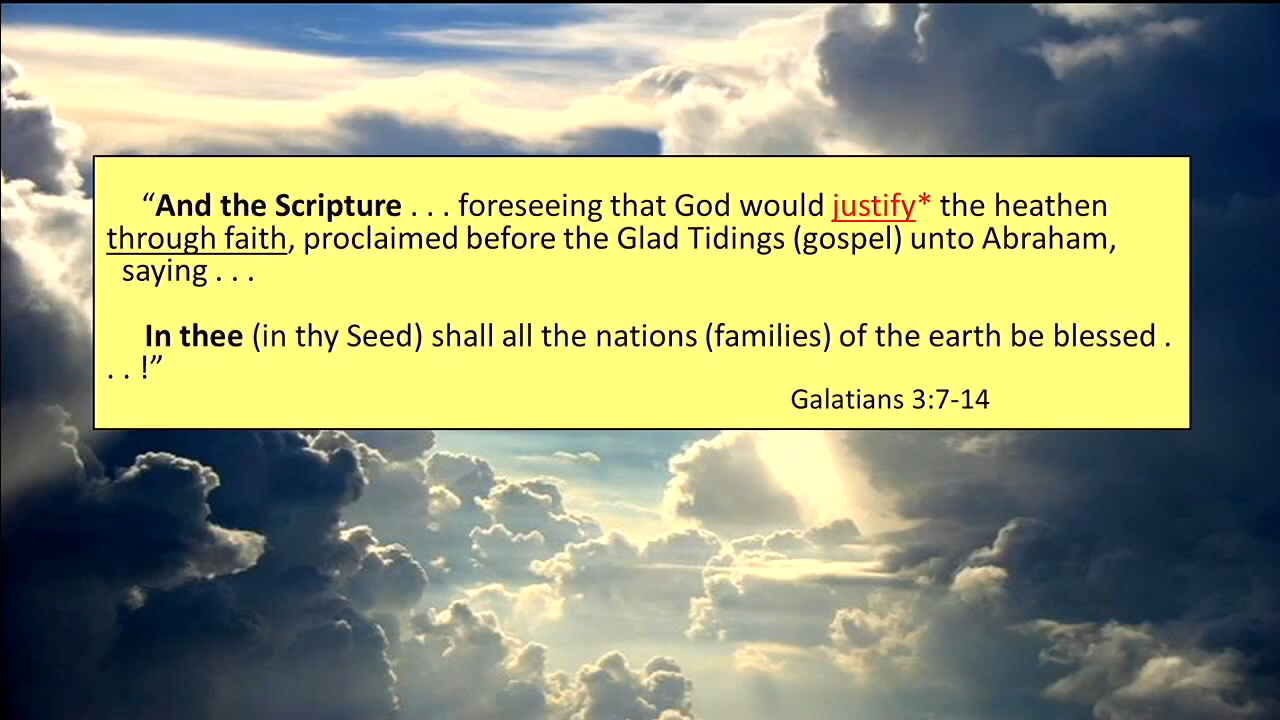 “And the Scripture . . . foreseeing that God would justify* the heathen
through faith, proclaimed before the Glad Tidings (gospel) unto Abraham,
saying . . .
In thee (in thy Seed) shall all the nations (families) of the earth be blessed .
. . !”
Galatians 3:7-14